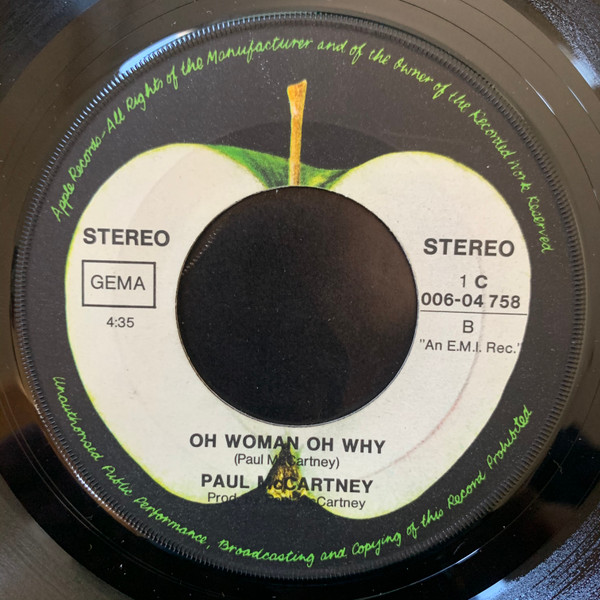 Apple Records-All Rights of the Manufacturer and of the Owner of the Recorded Work Reserved
STEREO
GEMA
4:35
STEREO
1 C
006-04 758
B
"An E.M.I. Rec."
OH WOMAN OH WHY
(Paul McCartney)
PAUL McCARTNEY
Cartney
Unauthorised Public Performance, Broadcasting and Copying of this Record Prohibited